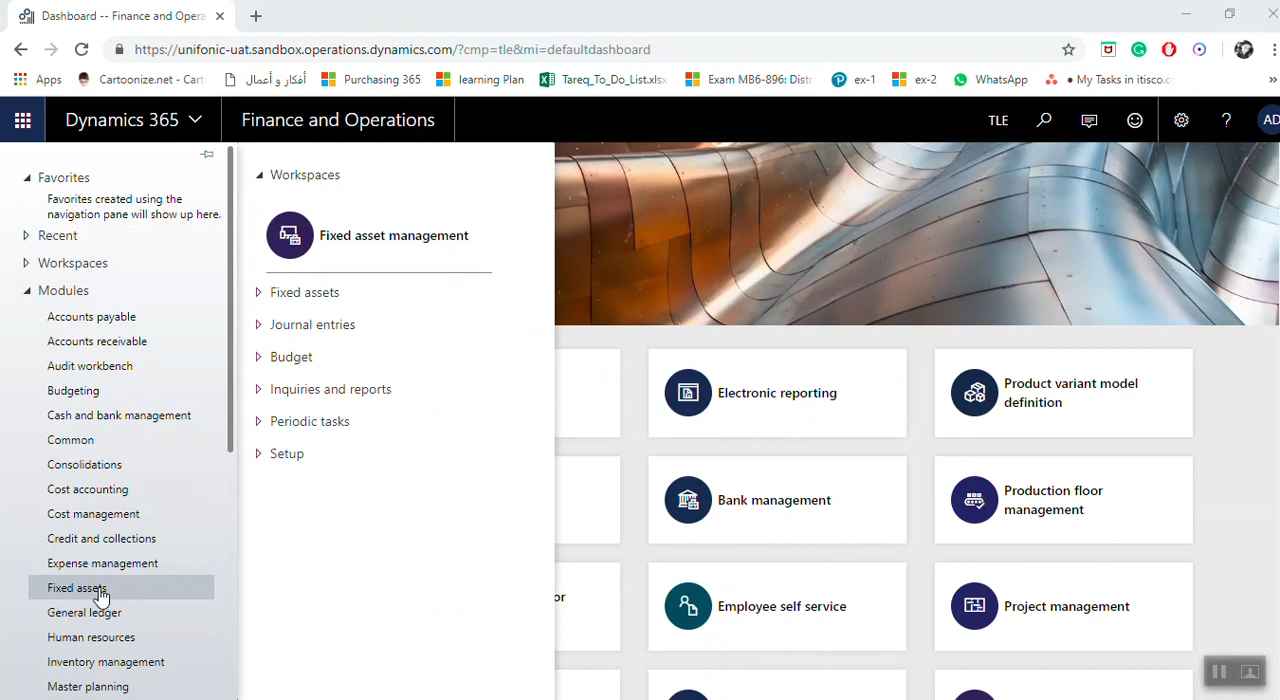 Dashboard -- Finance and Opera
https://unifonic-uat.sandbox.operations.dynamics.com/?cmp=tle&mi=defaultdashboard
Apps
Cartoonize.net - Cart
أفكار و أعمال
Purchasing 365
learning Plan
Tareq_To_Do_List.xlsx
Exam MB6-896: Distr
ex-1
ex-2
WhatsApp
● My Tasks in itisco.c
»
Dynamics 365
Finance and Operations
TLE
?
AD
Favorites
Favorites created using the
navigation pane will show up here.
Recent
Workspaces
Modules
Accounts payable
Accounts receivable
Audit workbench
Budgeting
Cash and bank management
Common
Consolidations
Cost accounting
Cost management
Credit and collections
Expense management
Fixed assets
General ledger
Human resources
Inventory management
Master planning
Workspaces
Fixed asset management
Fixed assets
Journal entries
Budget
Inquiries and reports
Periodic tasks
Setup
or
Electronic reporting
Product variant model
definition
Bank management
Production floor
management
Employee self service
Project management